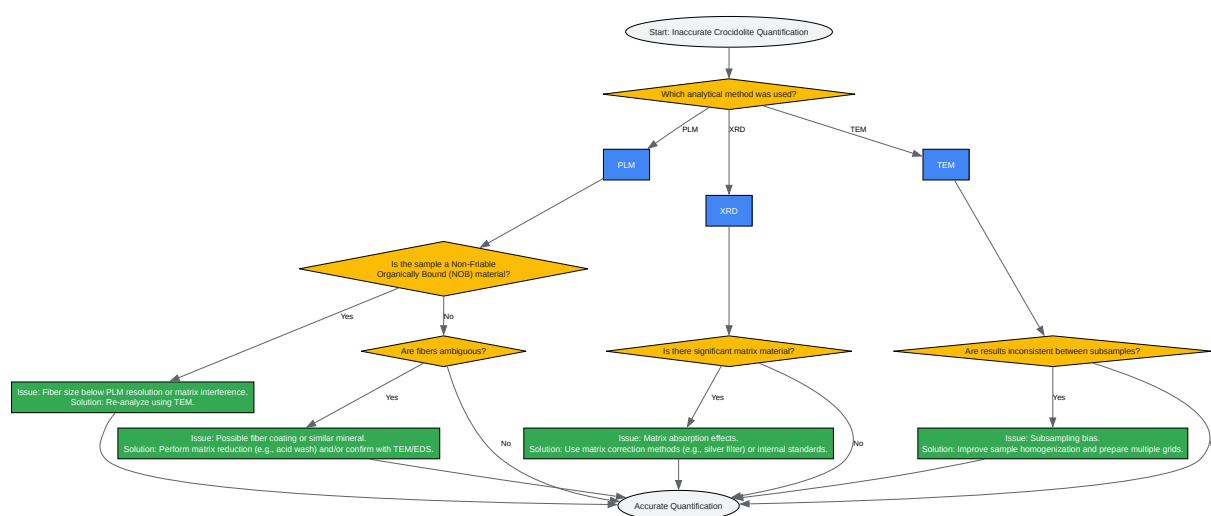 Start: Inaccurate Crocidolite Quantification
Which analytical method was used?
PLM
XRD
TEM
PLM
TEM
XRD
Is the sample a Non-Friable
Organically Bound (NOB) material?
Yes
No
Are fibers ambiguous?
Is there significant matrix material?
Are results inconsistent between subsamples?
Issue: Fiber size below PLM resolution or matrix interference.
Solution: Re-analyze using TEM.
Yes
Yes
Yes
Issue: Possible fiber coating or similar mineral.
Solution: Perform matrix reduction (e.g., acid wash) and/or confirm with TEM/EDS.
No
Issue: Matrix absorption effects.
Solution: Use matrix correction methods (e.g., silver filter) or internal standards.
No
Issue: Subsampling bias.
Solution: Improve sample homogenization and prepare multiple grids.
Accurate Quantification